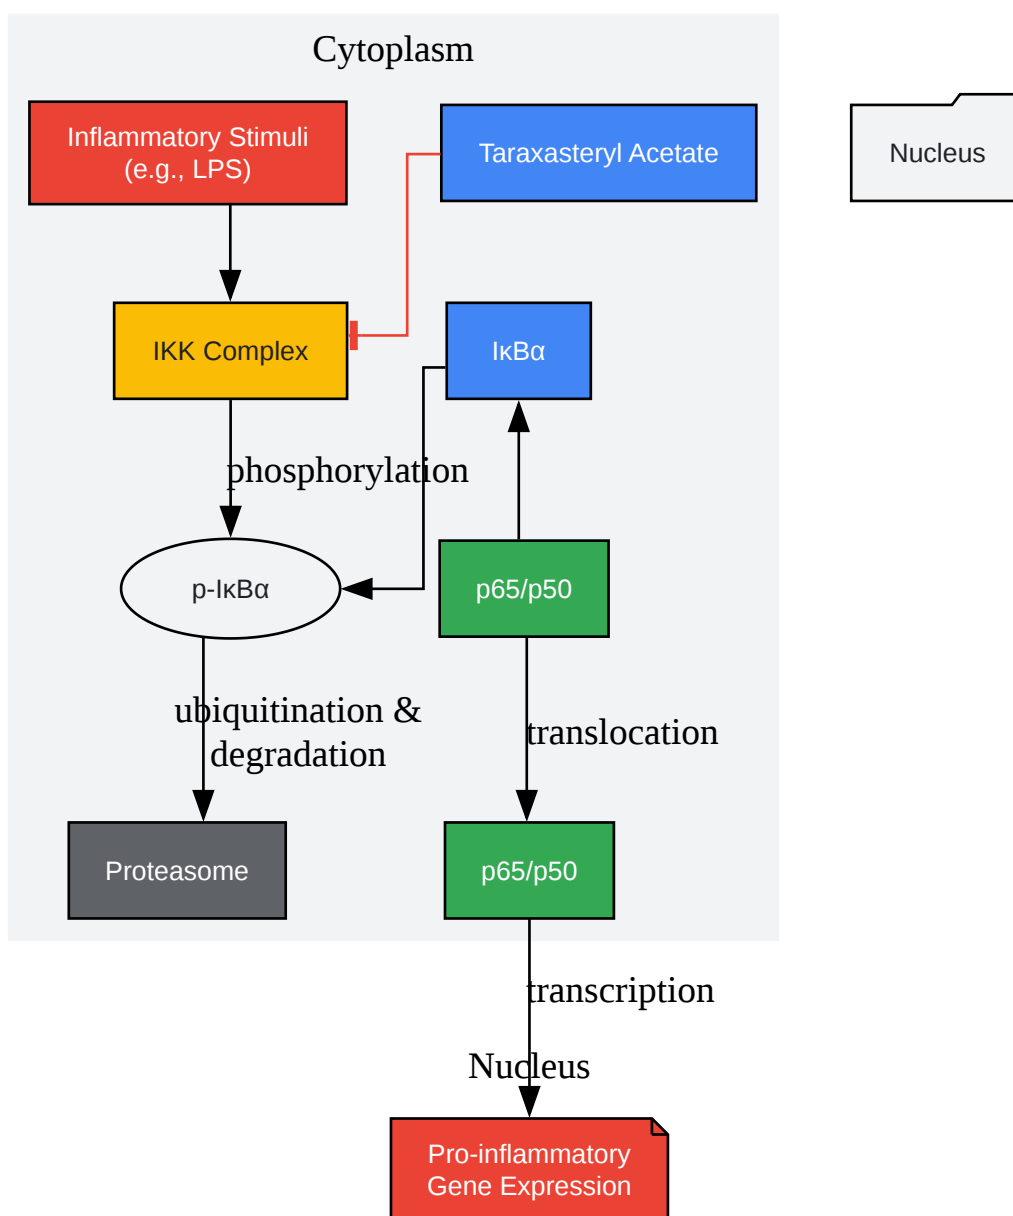 Cytoplasm
Inflammatory Stimuli
(e.g., LPS)
Taraxasteryl Acetate
Nucleus
IKK Complex
IκBα
phosphorylation
p-IκBα
p65/p50
ubiquitination &
degradation
translocation
Proteasome
p65/p50
transcription
Nucleus
Pro-inflammatory
Gene Expression